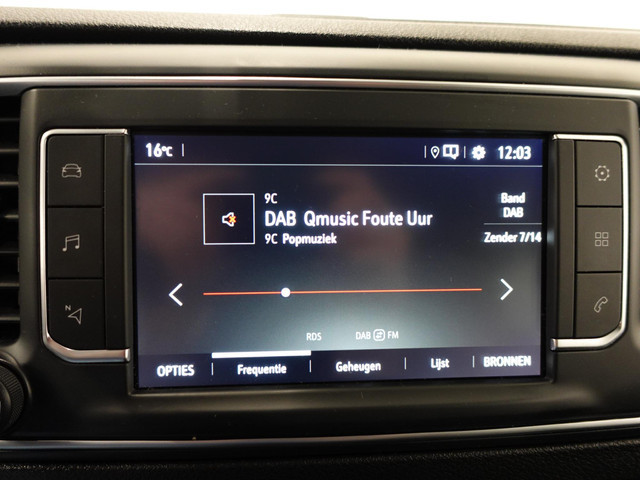 16°C
12:03
9C
DAB Qmusic Foute Uur
9C Popmuziek
Band
DAB
Zender 7/14
N
RDS
DAB FM
OPTIES Frequentie Geheugen Lijst BRONNEN